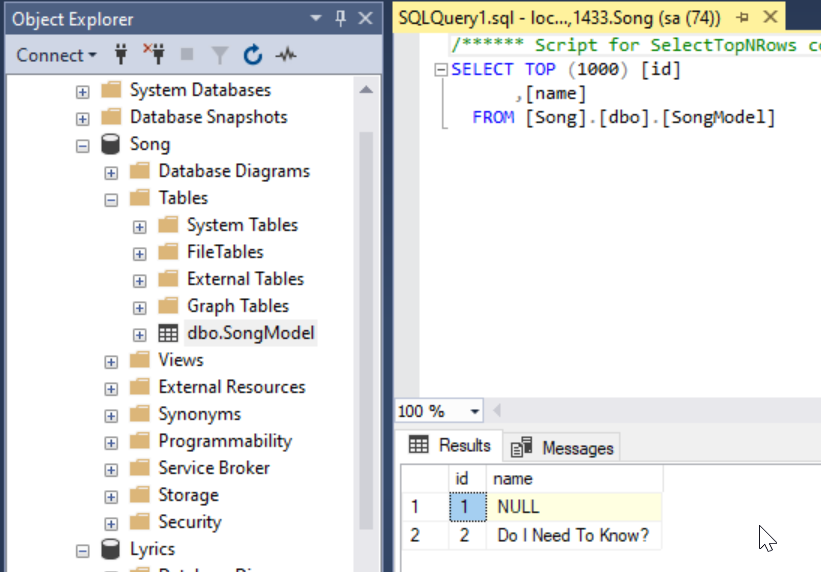 Object Explorer
Connect
System Databases
Database Snapshots
Song
Database Diagrams
Tables
System Tables
FileTables
External Tables
Graph Tables
dbo.SongModel
Views
External Resources
Synonyms
Programmability
Service Broker
Storage
Security
Lyrics
SQLQuery1.sql - loc...,1433.Song (sa (74))
/****** Script for SelectTopNRows
SELECT TOP (1000) [id]
,[name]
FROM [Song].[dbo].[SongModel]
100 %
Results Messages
id name
1 1 NULL
2 2 Do I Need To Know?